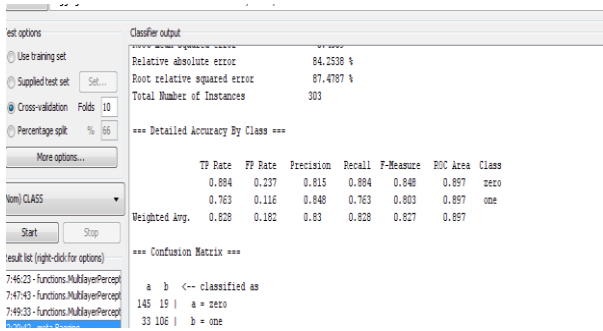 Test options
Use training set
Supplied test set Set...
Cross-validation Folds 10
Percentage split % 66
More options...
(Nom) CLASS
Start Stop
Result list (right-click for options)
7:46:23 - functions.MultilayerPercept
7:47:43 - functions.MultilayerPercept
7:49:33 - functions.MultilayerPercept
Classifier output
Root mean squared error
Relative absolute error 84.2538 %
Root relative squared error 87.4787 %
Total Number of Instances 303
=== Detailed Accuracy By Class ===
TP Rate FP Rate Precision Recall F-Measure ROC Area Class
0.884 0.237 0.815 0.884 0.848 0.897 zero
0.763 0.116 0.848 0.763 0.803 0.897 one
Weighted Avg. 0.828 0.182 0.83 0.828 0.827 0.897
=== Confusion Matrix ===
a b <-- classified as
145 19 | a = zero
33 106 | b = one